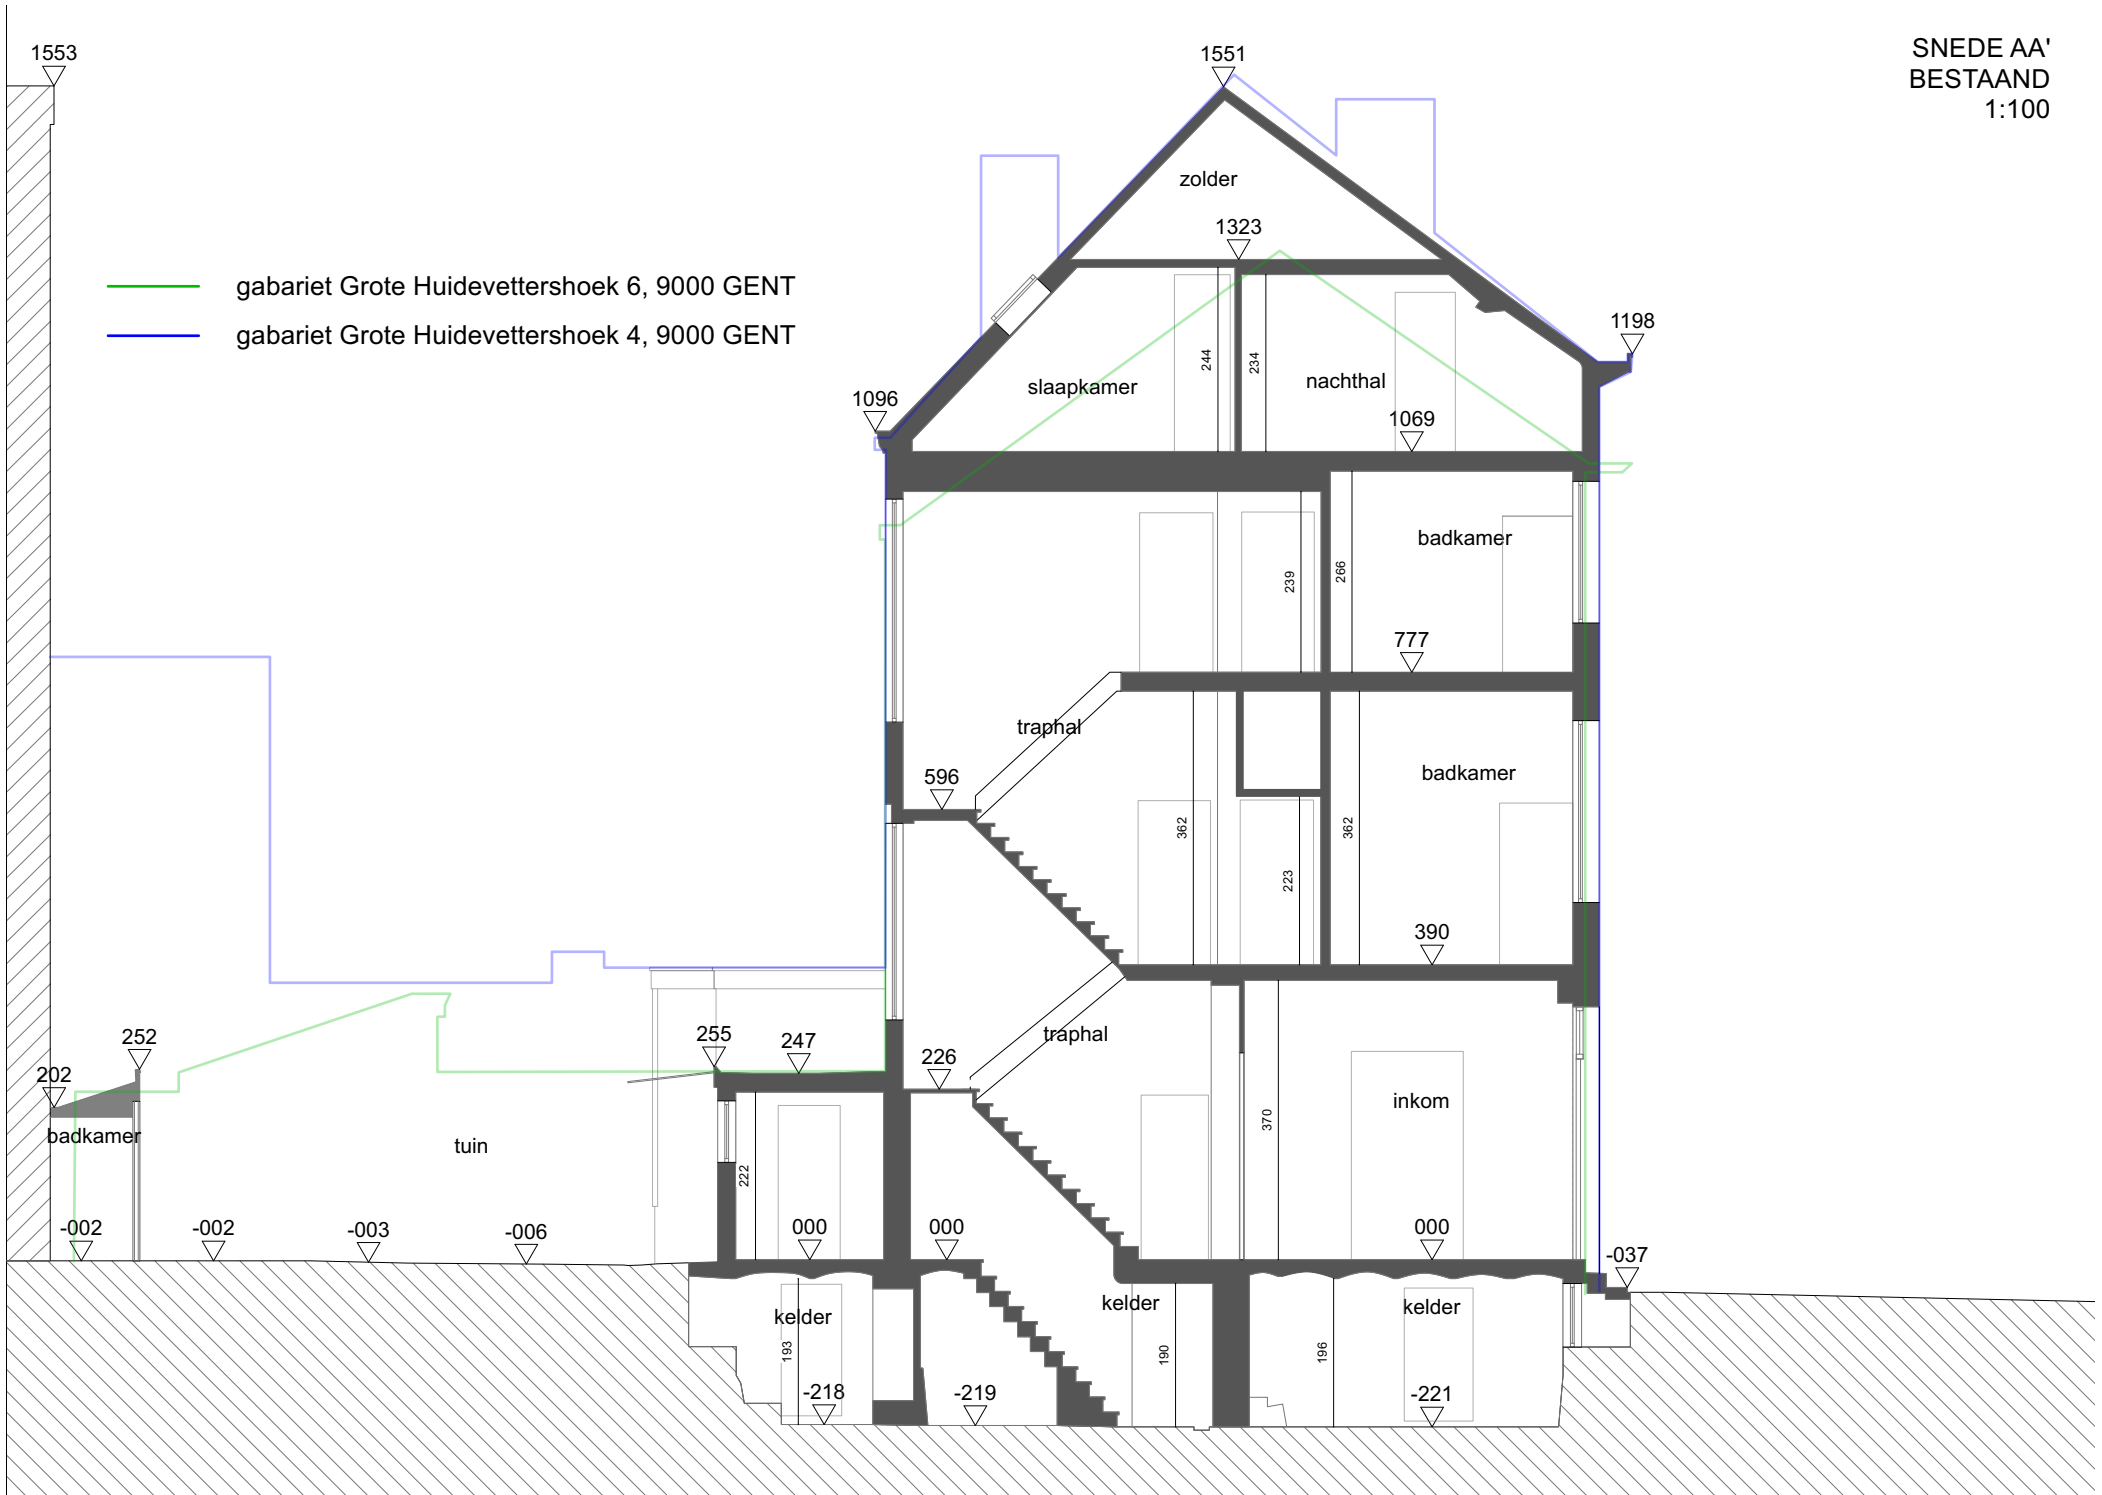 SNEDE AA'
BESTAAND
1:100
1553
1551
zolder
1323
gabariet Grote Huidevettershoek 6, 9000 GENT
gabariet Grote Huidevettershoek 4, 9000 GENT
1198
244
234
slaapkamer
nachthal
1096
1069
badkamer
239
266
777
traphal
596
badkamer
362
362
223
390
252
255
247
traphal
202
226
badkamer
tuin
370
inkom
222
-002
-002
-003
-006
000
000
000
-037
kelder
kelder
kelder
193
190
196
-218
-219
-221